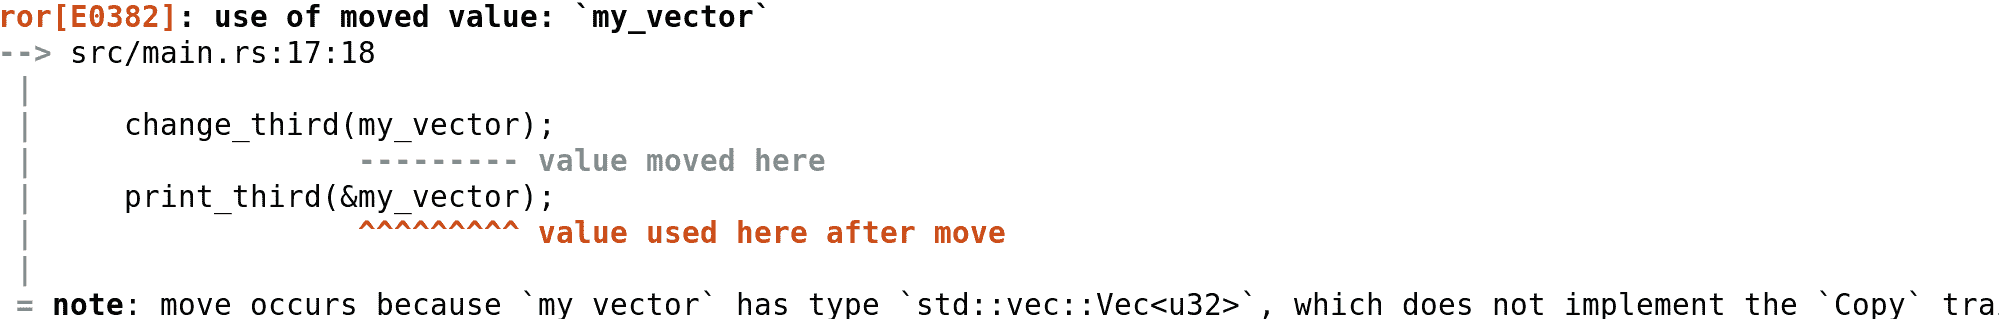 ror[E0382]: use of moved value: `my_vector`
--> src/main.rs:17:18
|
|     change_third(my_vector);
|                  --------- value moved here
|     print_third(&my_vector);
|                  ^^^^^^^^^ value used here after move
|
= note: move occurs because `my_vector` has type `std::vec::Vec<u32>`, which does not implement the `Copy` trai